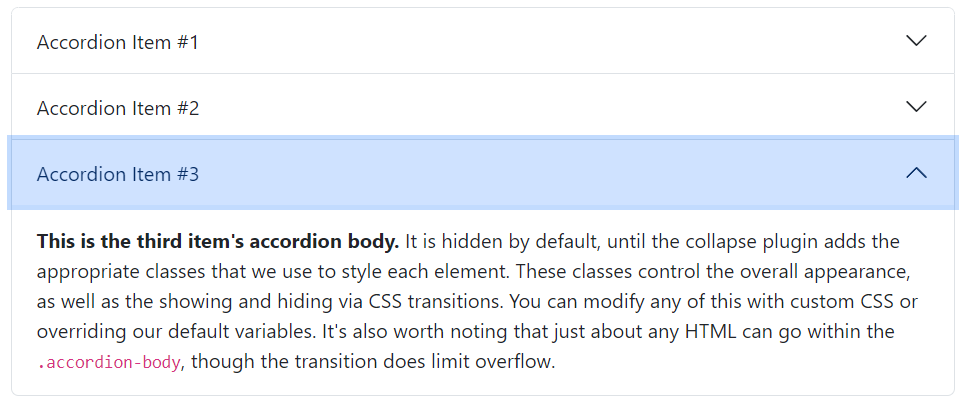 Accordion Item #1
Accordion Item #2
Accordion Item #3
This is the third item's accordion body. It is hidden by default, until the collapse plugin adds the
appropriate classes that we use to style each element. These classes control the overall appearance,
as well as the showing and hiding via CSS transitions. You can modify any of this with custom CSS or
overriding our default variables. It's also worth noting that just about any HTML can go within the
.accordion-body, though the transition does limit overflow.